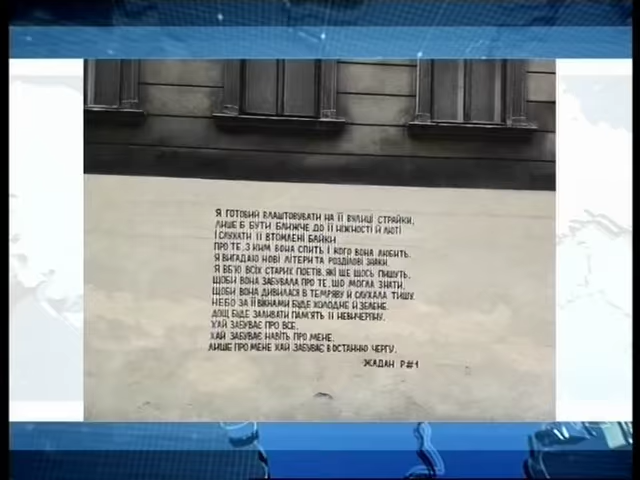 Я ГОТОВИЙ ВЛАШТОВУВАТИ НА ЇЇ ВУЛИЦІ СТРАЙКИ,
ЛИШЕ Б БУТИ БЛИЖЧЕ ДО ЇЇ НІЖНОСТІ Й ЛЮТІ
І СЛУХАТИ ЇЇ ВТОМЛЕНІ БАЙКИ
ПРО ТЕ, З КИМ ВОНА СПИТЬ І КОГО ВОНА ЛЮБИТЬ.
Я ВИГАДАЮ НОВІ ЛІТЕРИ ТА РОЗДІЛОВІ ЗНАКИ.
Я ВБ'Ю ВСІХ СТАРИХ ПОЕТІВ, ЯКІ ЩЕ ЩОСЬ ПИШУТЬ,
ЩОБИ ВОНА ЗАБУВАЛА ПРО ТЕ, ЩО МОГЛА ЗНАТИ,
ЩОБИ ВОНА ДИВИЛАСЯ В ТЕМРЯВУ Й СЛУХАЛА ТИШУ.
НЕБО ЗА ЇЇ ВІКНАМИ БУДЕ ХОЛОДНЕ Й ЗЕЛЕНЕ.
ДОЩ БУДЕ ЗАЛИВАТИ ПАМ'ЯТЬ ЇЇ НЕВИЧЕРПНУ.
ХАЙ ЗАБУВАЄ ПРО ВСЕ.
ХАЙ ЗАБУВАЄ НАВІТЬ ПРО МЕНЕ.
ЛИШЕ ПРО МЕНЕ ХАЙ ЗАБУВАЄ В ОСТАННЮ ЧЕРГУ.
-ЖАДАН Р#1